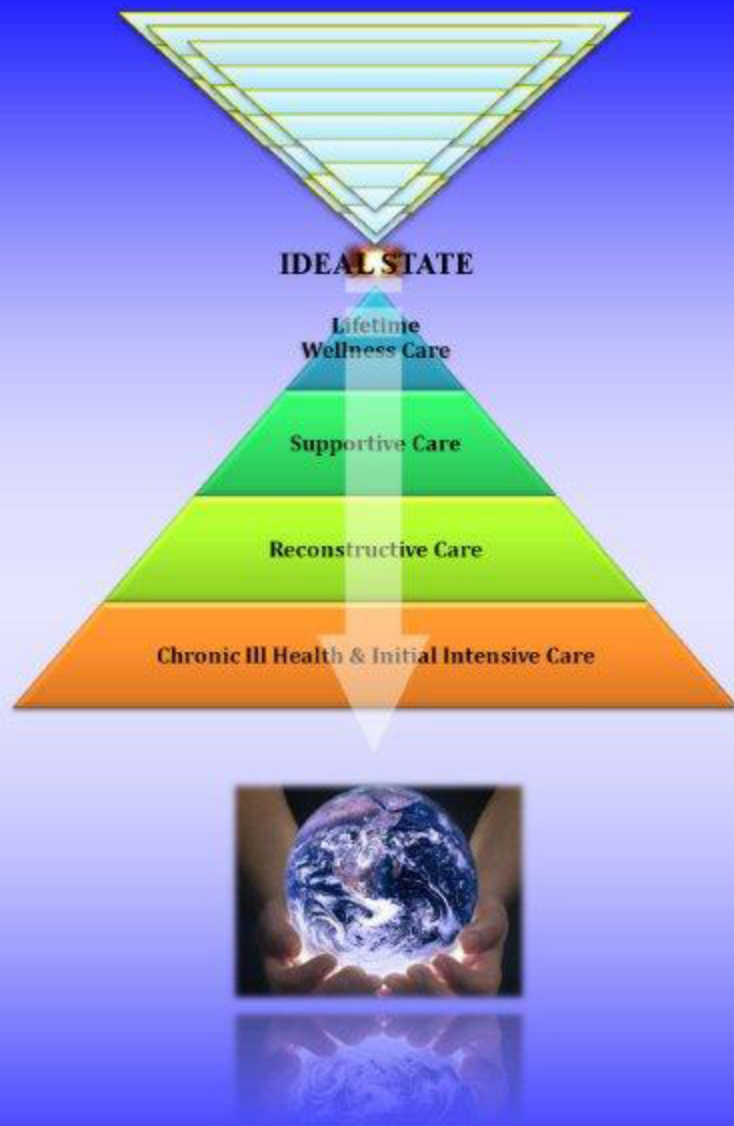 IDEAL STATE
Lifetime
Wellness Care
Supportive Care
Reconstructive Care
Chronic Ill Health & Initial Intensive Care